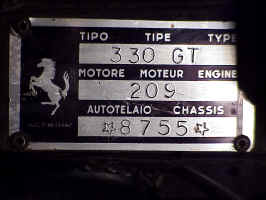 TIPO TIPE TYPE
330 GT
MOTORE MOTEUR ENGINE
209
AUTOTELAIO CHASSIS
☆8755☆